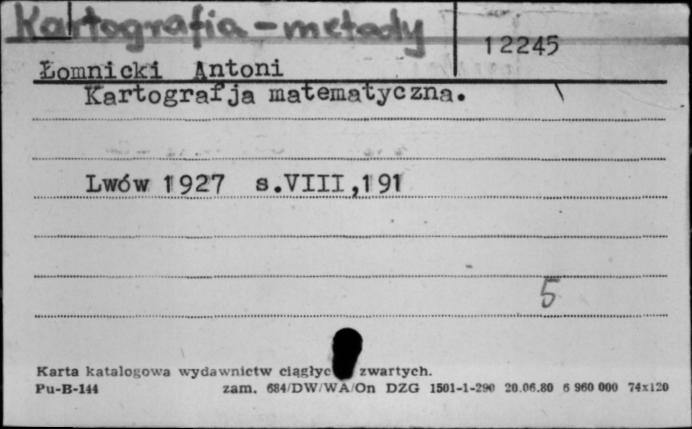 Kartografia - metody
12245
Łomnicki Antoni
Kartografja matematyczna.
Lwów 1927 s.VIII,191
5
Karta katalogowa wydawnictw ciągłyc zwartych.
Pu-B-144 zam. 684/DW/WA/On DZG 1501-1-290 20.06.80 6 960 000 74x120